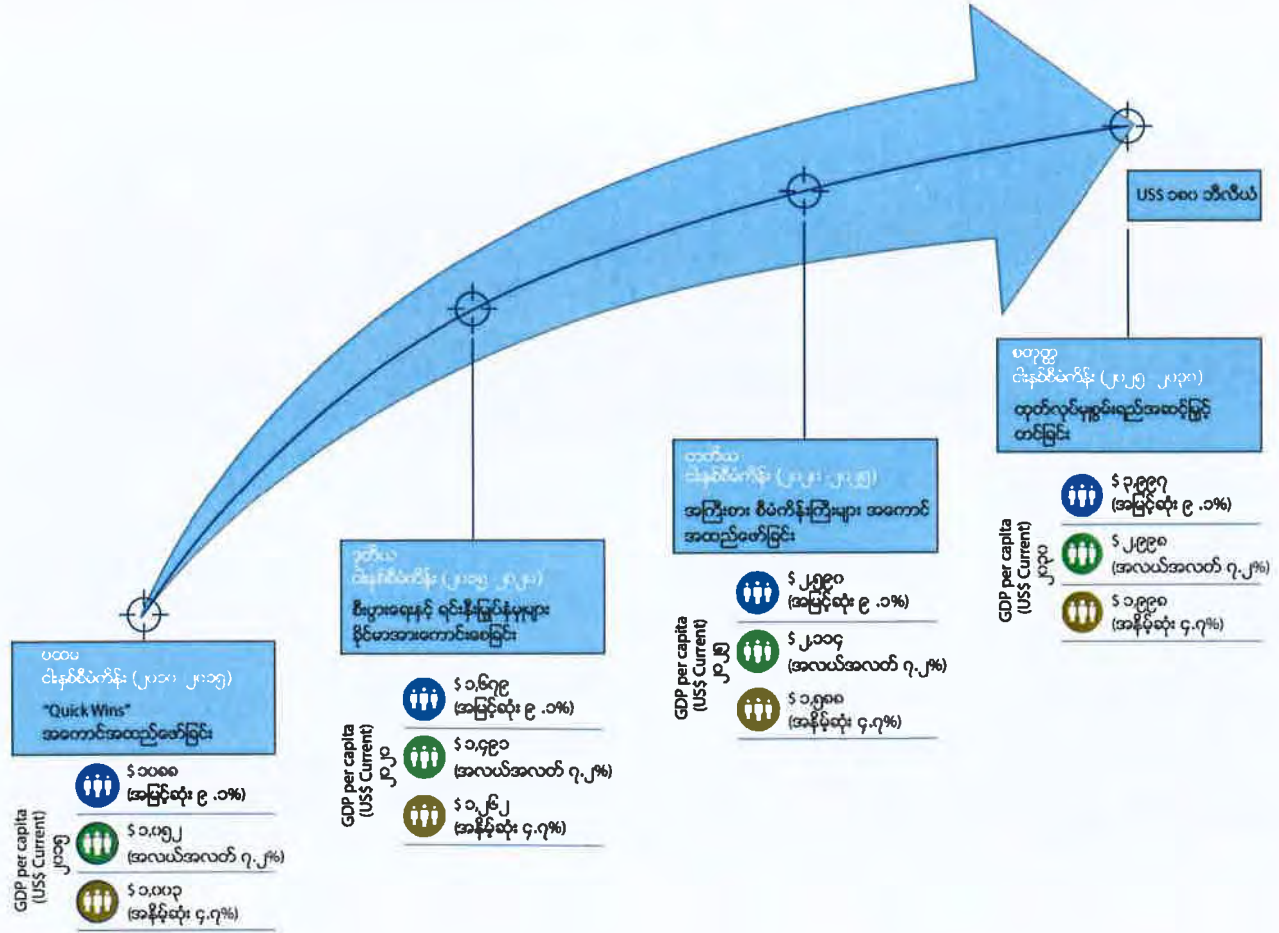 US$ ၁၈၀ ဘီလီယံ
စတုတ္ထ
ငါးနှစ်စီမံကိန်း (၂၀၂၅ ၂၀၃၀)
ထုတ်လုပ်မှုစွမ်းရည်အဆင့်မြှင့်
တင်ခြင်း
$ ၃,၉၉၇
(အမြင့်ဆုံး ၉ .၁%)
$ ၂,၉၉၈
(အလယ်အလတ် ၇.၂%)
$ ၁,၉၉၈
(အနိမ့်ဆုံး ၄.၇%)
GDP per capita
(US$ Current)
၂၀၃၀
တတိယ
ငါးနှစ်စီမံကိန်း (၂၀၂၀ ၂၀၂၅)
အကြီးစား စီမံကိန်းကြီးများ အကောင်
အထည်ဖော်ခြင်း
$ ၂,၅၉၀
(အမြင့်ဆုံး ၉ .၁%)
$ ၂,၁၁၄
(အလယ်အလတ် ၇.၂%)
$ ၁,၅၈၈
(အနိမ့်ဆုံး ၄.၇%)
GDP per capita
(US$ Current)
၂၀၂၅
ဒုတိယ
ငါးနှစ်စီမံကိန်း (၂၀၁၅ ၂၀၂၀)
စီးပွားရေးနှင့် ရင်းနှီးမြှုပ်နှံမှုများ
ခိုင်မာအားကောင်းစေခြင်း
$ ၁,၆၇၉
(အမြင့်ဆုံး ၉ .၁%)
$ ၁,၄၉၁
(အလယ်အလတ် ၇.၂%)
$ ၁,၂၆၂
(အနိမ့်ဆုံး ၄.၇%)
GDP per capita
(US$ Current)
၂၀၂၀
ပထမ
ငါးနှစ်စီမံကိန်း (၂၀၁၀ ၂၀၁၅)
"Quick Wins"
အကောင်အထည်ဖော်ခြင်း
$ ၁၀၈၈
(အမြင့်ဆုံး ၉ .၁%)
$ ၁,၀၅၂
(အလယ်အလတ် ၇.၂%)
$ ၁,၀၀၃
(အနိမ့်ဆုံး ၄.၇%)
GDP per capita
(US$ Current)
၂၀၁၅